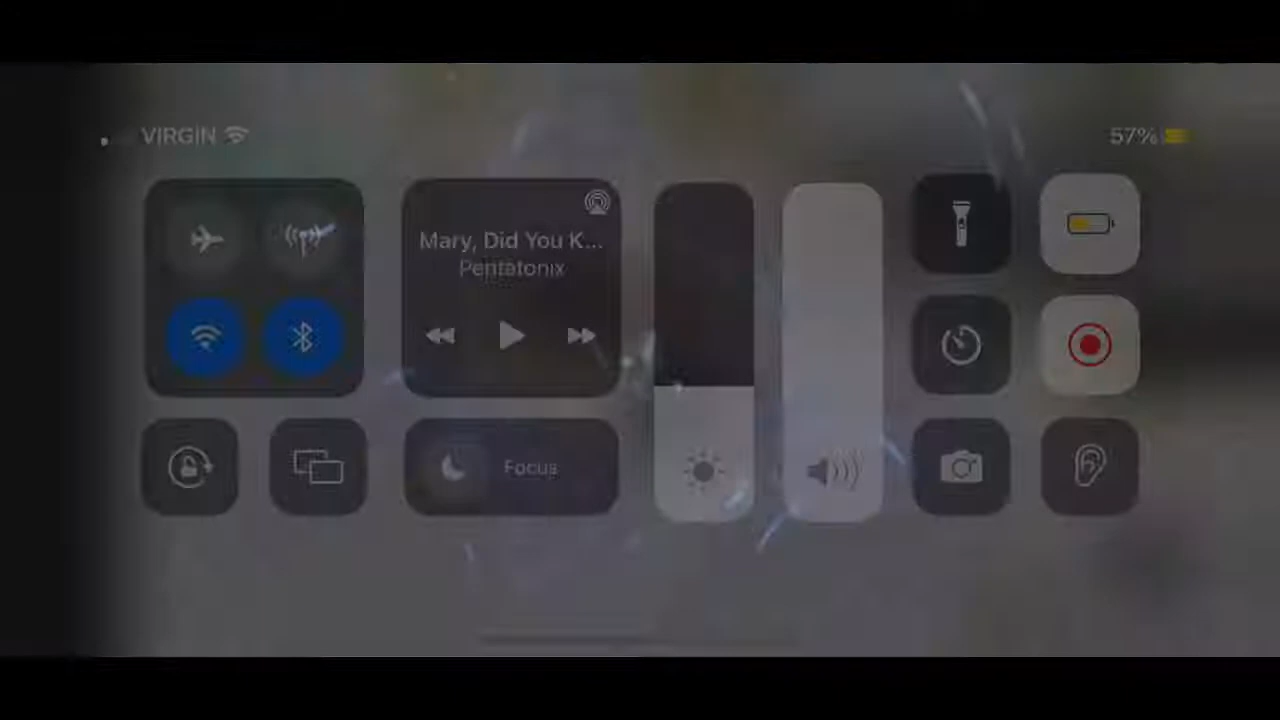 VIRGIN
57%
Mary, Did You K...
Pentatonix
Focus